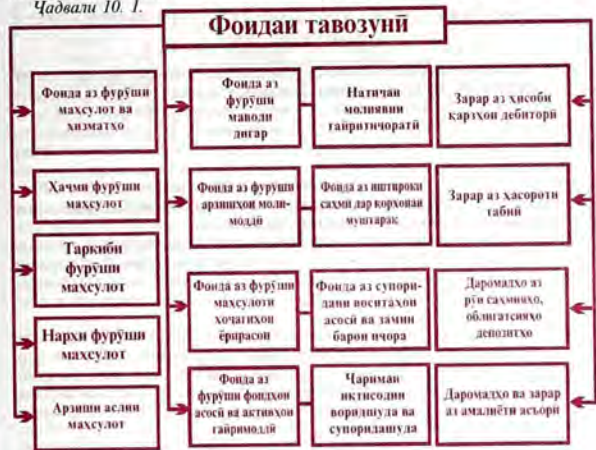 Ҷадвали 10. 1.
Фоидаи тавозунӣ
Фоида аз фурӯши
маҳсулот ва
хизматҳо
Ҳаҷми фурӯши
маҳсулот
Таркиби
фурӯши
маҳсулот
Нархи фурӯши
маҳсулот
Арзиши аслии
маҳсулот
Фоида аз
фурӯши
маводи
дигар
Фоида аз фурӯши
арзишҳои моли-
моддӣ
Фоида аз фурӯши
маҳсулоти
хоҷагиҳои
ёрирасон
Фоида аз
фурӯши фондҳои
асосӣ ва активҳои
ғайримоддӣ
Натиҷаи
молиявии
ғайритиҷоратӣ
Фоида аз иштироки
саҳмӣ дар корхонаи
муштарак
Фоида аз супори-
дани воситаҳои
асосӣ ва замин
барои иҷора
Ҷаримаи
иқтисодии
воридшуда ва
супоридашуда
Зарар аз ҳисоби
қарзҳои дебиторӣ
Зарар аз ҳасороти
табиӣ
Даромадҳо аз
рӯи саҳмияҳо,
облигатсияҳо
депозитҳо
Даромадҳо ва зарар
аз амалиёти асъорӣ